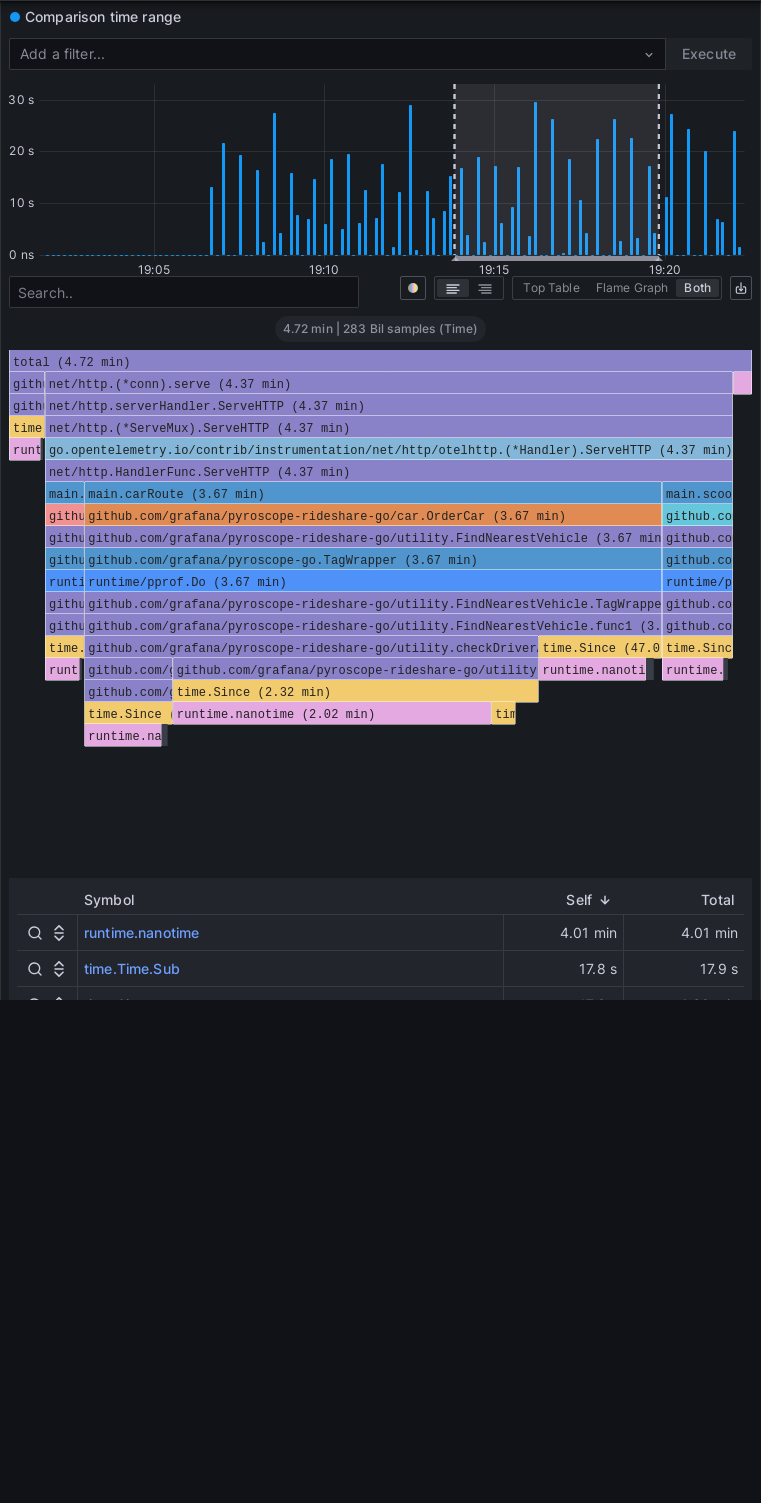 Comparison time range
Add a filter...
Execute
30 s
20 s
10 s
0 ns
19:05 19:10 19:15 19:20
Search..
Top Table Flame Graph Both
4.72 min | 283 Bil samples (Time)
total (4.72 min)
gith net/http.(*conn).serve (4.37 min)
gith net/http.serverHandler.ServeHTTP (4.37 min)
time net/http.(*ServeMux).ServeHTTP (4.37 min)
runt go.opentelemetry.io/contrib/instrumentation/net/http/otelhttp.(*Handler).ServeHTTP (4.37 min)
net/http.HandlerFunc.ServeHTTP (4.37 min)
main. main.carRoute (3.67 min) main.scoo
githu github.com/grafana/pyroscope-rideshare-go/car.OrderCar (3.67 min) github.co
githu github.com/grafana/pyroscope-rideshare-go/utility.FindNearestVehicle (3.67 min github.co
githu github.com/grafana/pyroscope-go.TagWrapper (3.67 min) github.co
runti runtime/pprof.Do (3.67 min) runtime/p
githu github.com/grafana/pyroscope-rideshare-go/utility.FindNearestVehicle.TagWrappe github.co
githu github.com/grafana/pyroscope-rideshare-go/utility.FindNearestVehicle.func1 (3. github.co
time. github.com/grafana/pyroscope-rideshare-go/utility.checkDriver time.Since (47.0 time.Sinc
runt github.com/g github.com/grafana/pyroscope-rideshare-go/utility runtime.nanoti runtime.
github.com/g time.Since (2.32 min)
time.Since ( runtime.nanotime (2.02 min) tim
runtime.na
Symbol Self Total
runtime.nanotime 4.01 min 4.01 min
time.Time.Sub 17.8 s 17.9 s